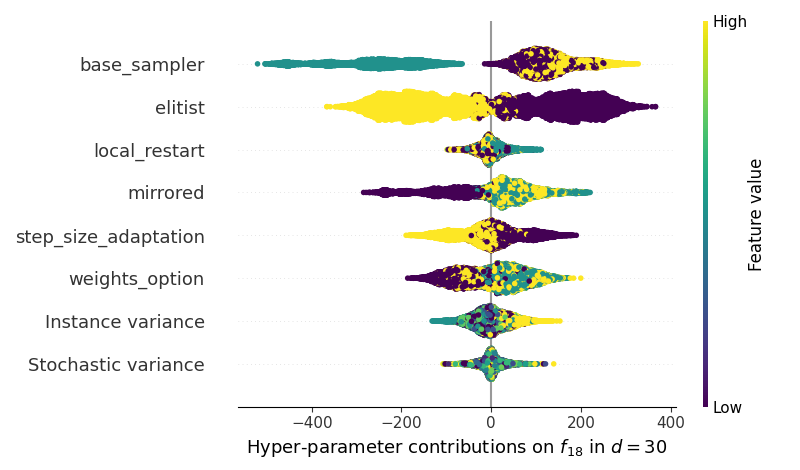 High
base_sampler
elitist
local_restart
mirrored
step_size_adaptation
weights_option
Instance variance
Stochastic variance
Feature value
Low
−400 −200 0 200 400
Hyper-parameter contributions on f₁₈ in d = 30